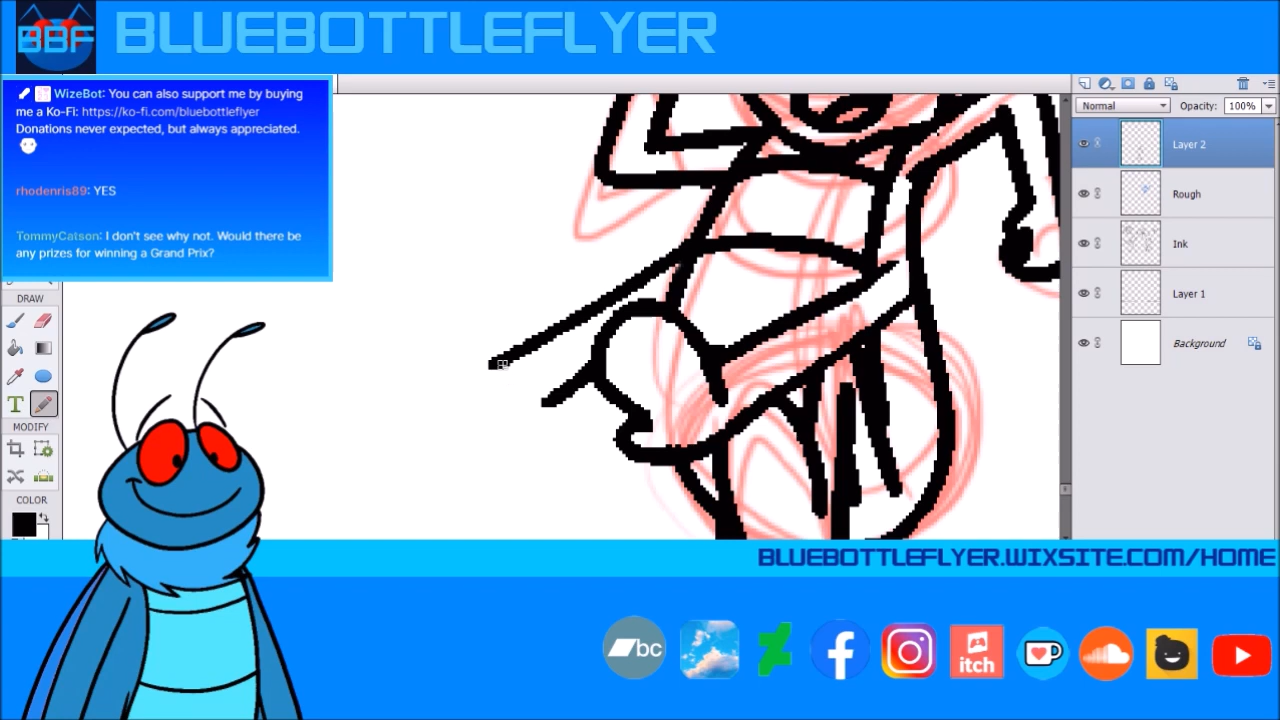 BBF
BLUEBOTTLEFLYER
WizeBot: You can also support me by buying
me a Ko-Fi: https://ko-fi.com/bluebottleflyer
Donations never expected, but always appreciated.
rhodenris89: YES
TommyCatson: I don't see why not. Would there be
any prizes for winning a Grand Prix?
DRAW
T
MODIFY
COLOR
Normal
Opacity: 100%
Layer 2
Rough
Ink
Layer 1
Background
BLUEBOTTLEFLYER.WIXSITE.COM/HOME
bc
itch